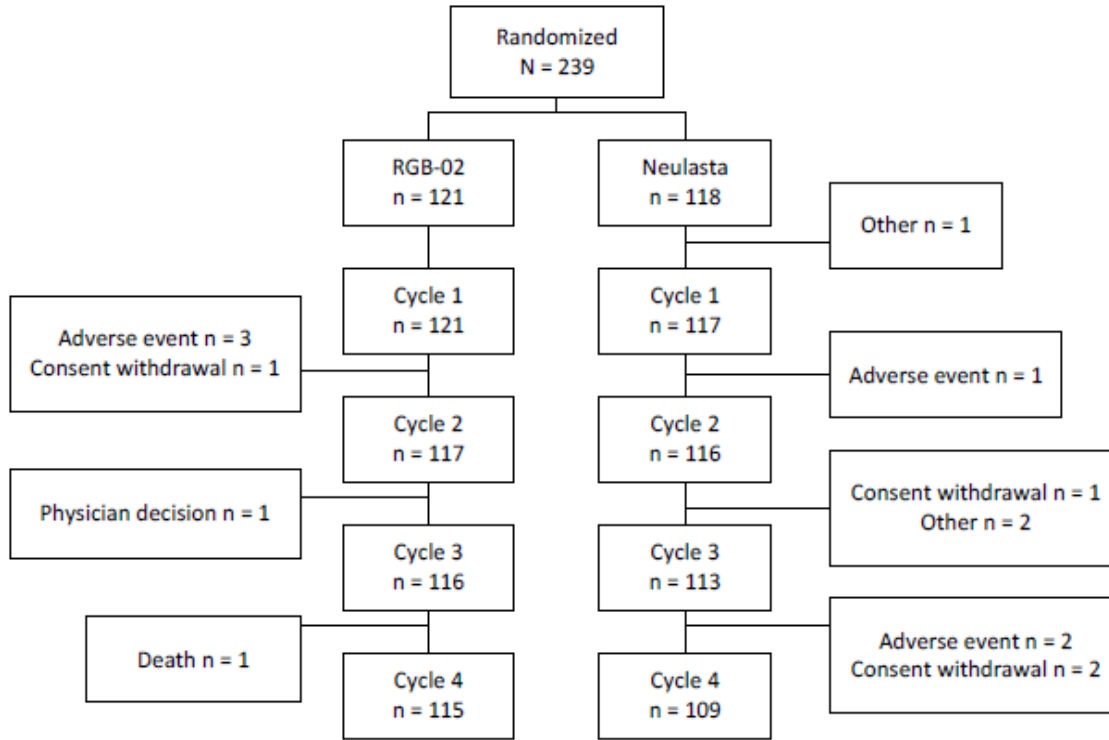 Randomized
N = 239
RGB-02
n = 121
Neulasta
n = 118
Other n = 1
Cycle 1
n = 121
Cycle 1
n = 117
Adverse event n = 3
Consent withdrawal n = 1
Adverse event n = 1
Cycle 2
n = 117
Cycle 2
n = 116
Physician decision n = 1
Consent withdrawal n = 1
Other n = 2
Cycle 3
n = 116
Cycle 3
n = 113
Death n = 1
Adverse event n = 2
Consent withdrawal n = 2
Cycle 4
n = 115
Cycle 4
n = 109